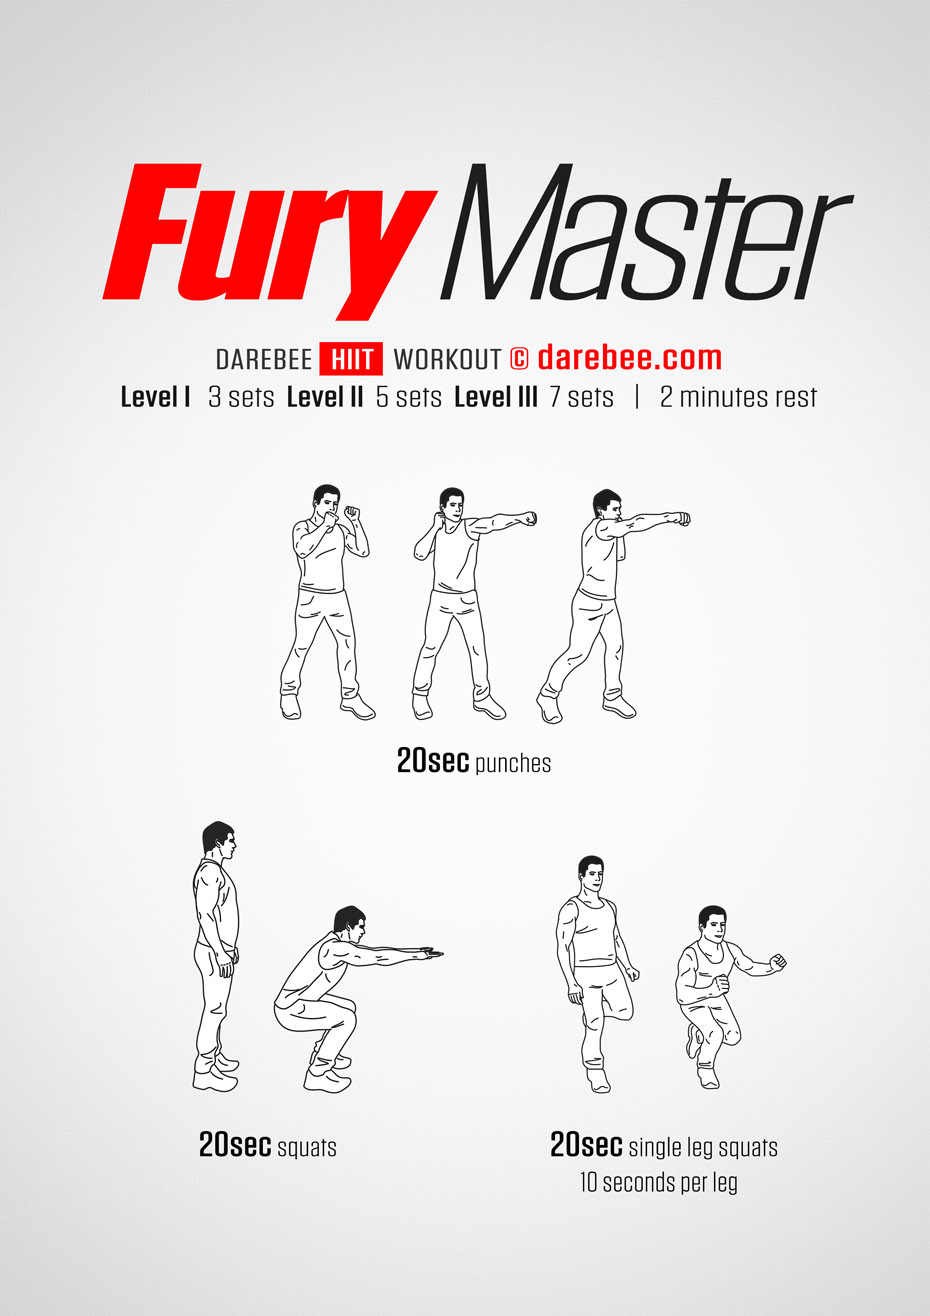 Fury Master
DAREBEE HIIT WORKOUT © darebee.com
Level I 3 sets Level II 5 sets Level III 7 sets | 2 minutes rest
20sec punches
20sec squats
20sec single leg squats
10 seconds per leg